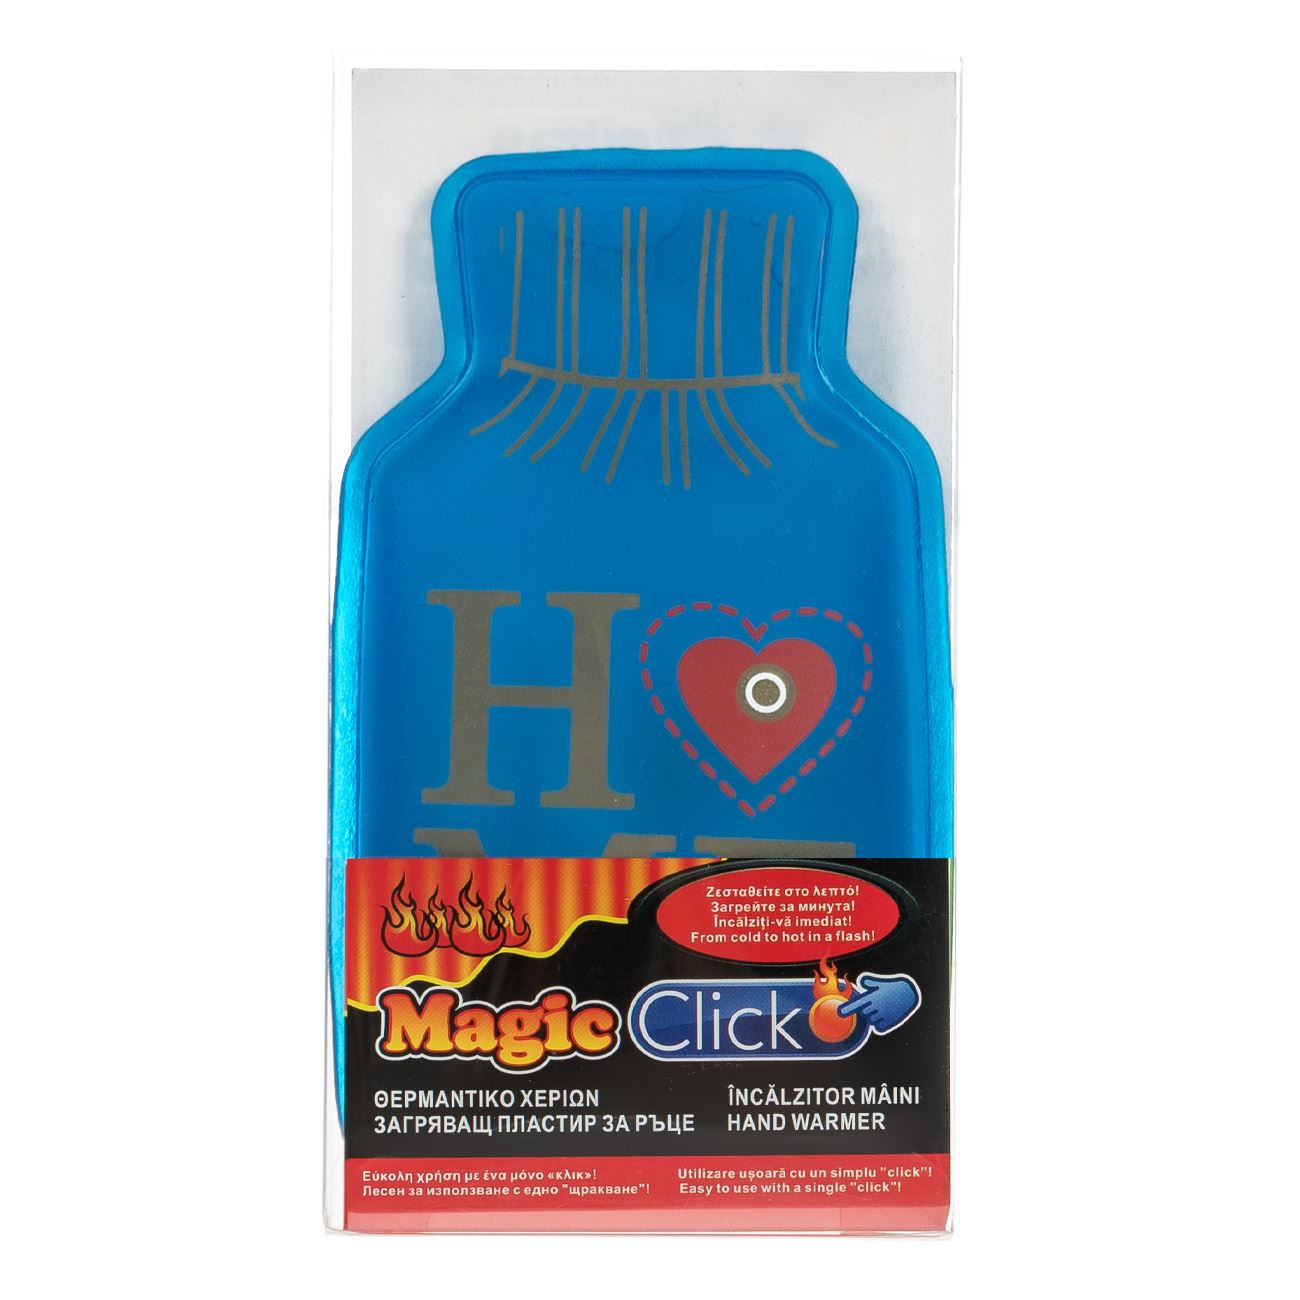 H
ME
Ζεσταθείτε στο λεπτό!
Загрейте за минута!
Încălziți-vă imediat!
From cold to hot in a flash!
Magic Click
ΘΕΡΜΑΝΤΙΚΟ ΧΕΡΙΩΝ
ЗАГРЯВАЩ ПЛАСТИР ЗА РЪЦЕ
ÎNCĂLZITOR MÂINI
HAND WARMER
Εύκολη χρήση με ένα μόνο «κλικ»!
Лесен за използване с едно "щракване"!
Utilizare ușoară cu un simplu "click"!
Easy to use with a single "click"!